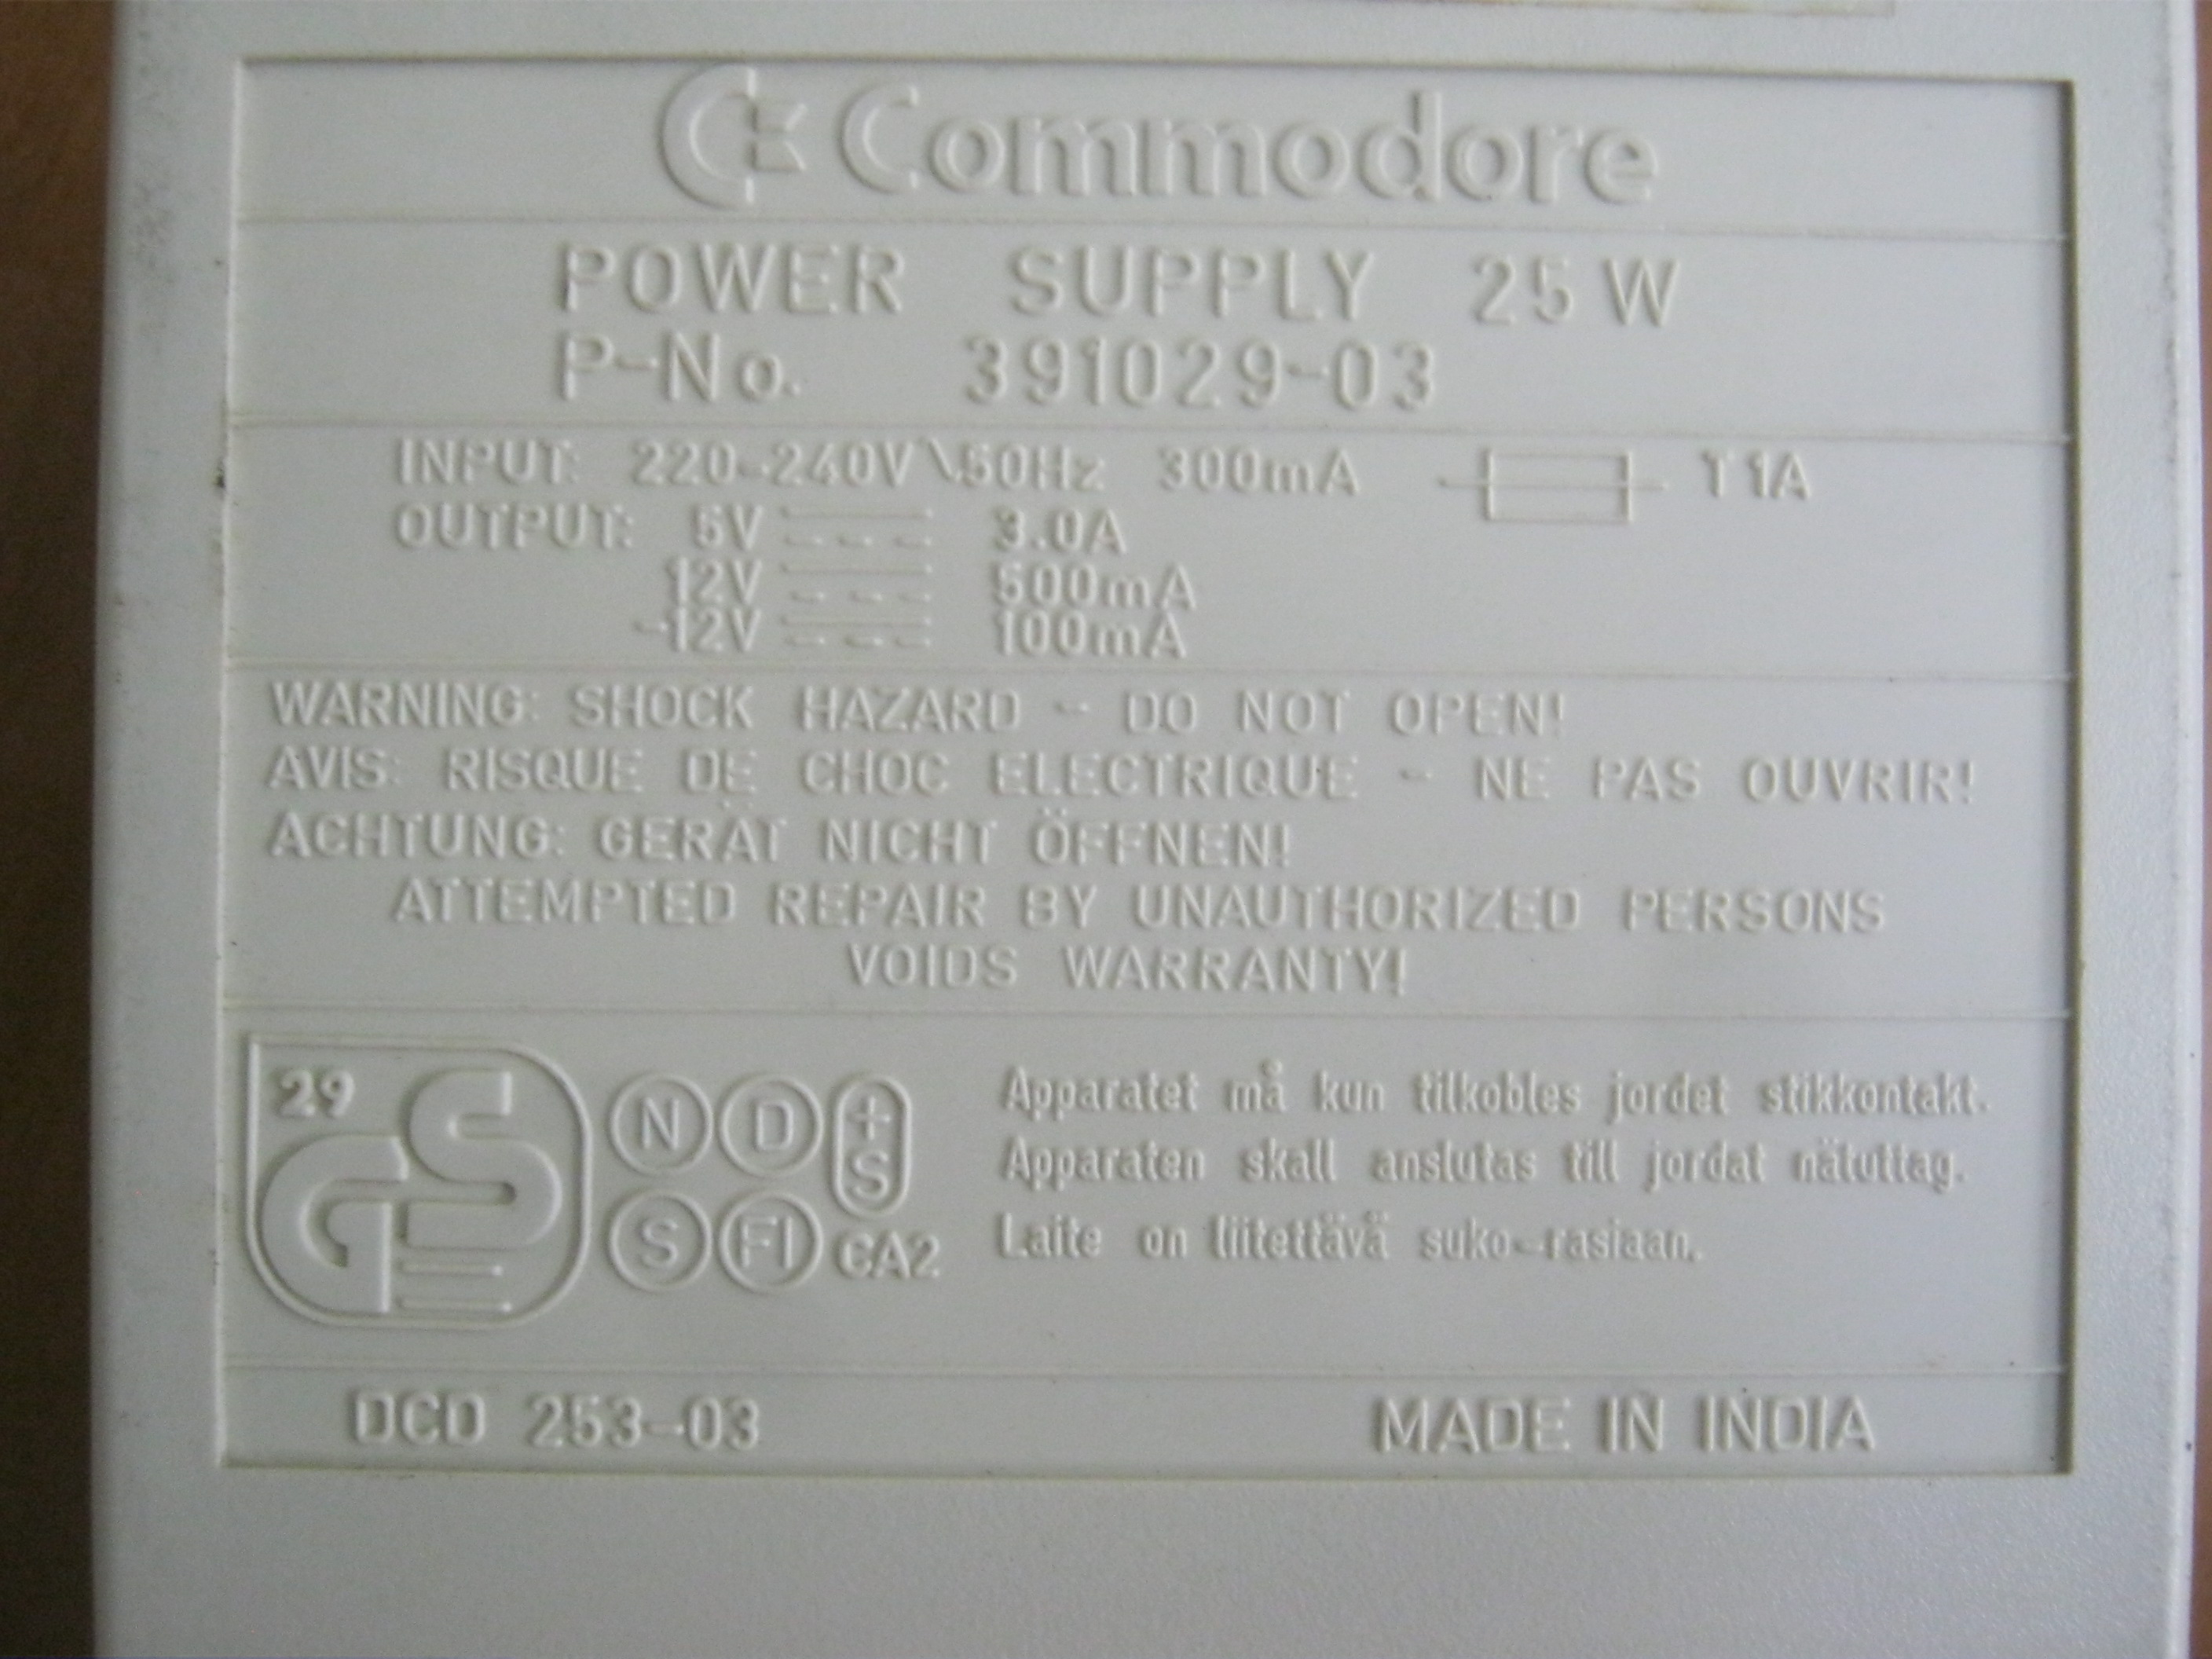 Commodore
POWER SUPPLY 25 W
P-No. 391029-03
INPUT: 220-240V \50Hz 300mA T 1A
OUTPUT: 5V 3.0A
12V 500mA
-12V 100mA
WARNING: SHOCK HAZARD - DO NOT OPEN!
AVIS: RISQUE DE CHOC ELECTRIQUE - NE PAS OUVRIR!
ACHTUNG: GERÄT NICHT ÖFFNEN!
ATTEMPTED REPAIR BY UNAUTHORIZED PERSONS
VOIDS WARRANTY!
29
GS
N D +S
S FI CA2
Apparatet må kun tilkobles jordet stikkontakt.
Apparaten skall anslutas till jordat nätuttag.
Laite on liitettävä suko-rasiaan.
DCD 253-03 MADE IN INDIA